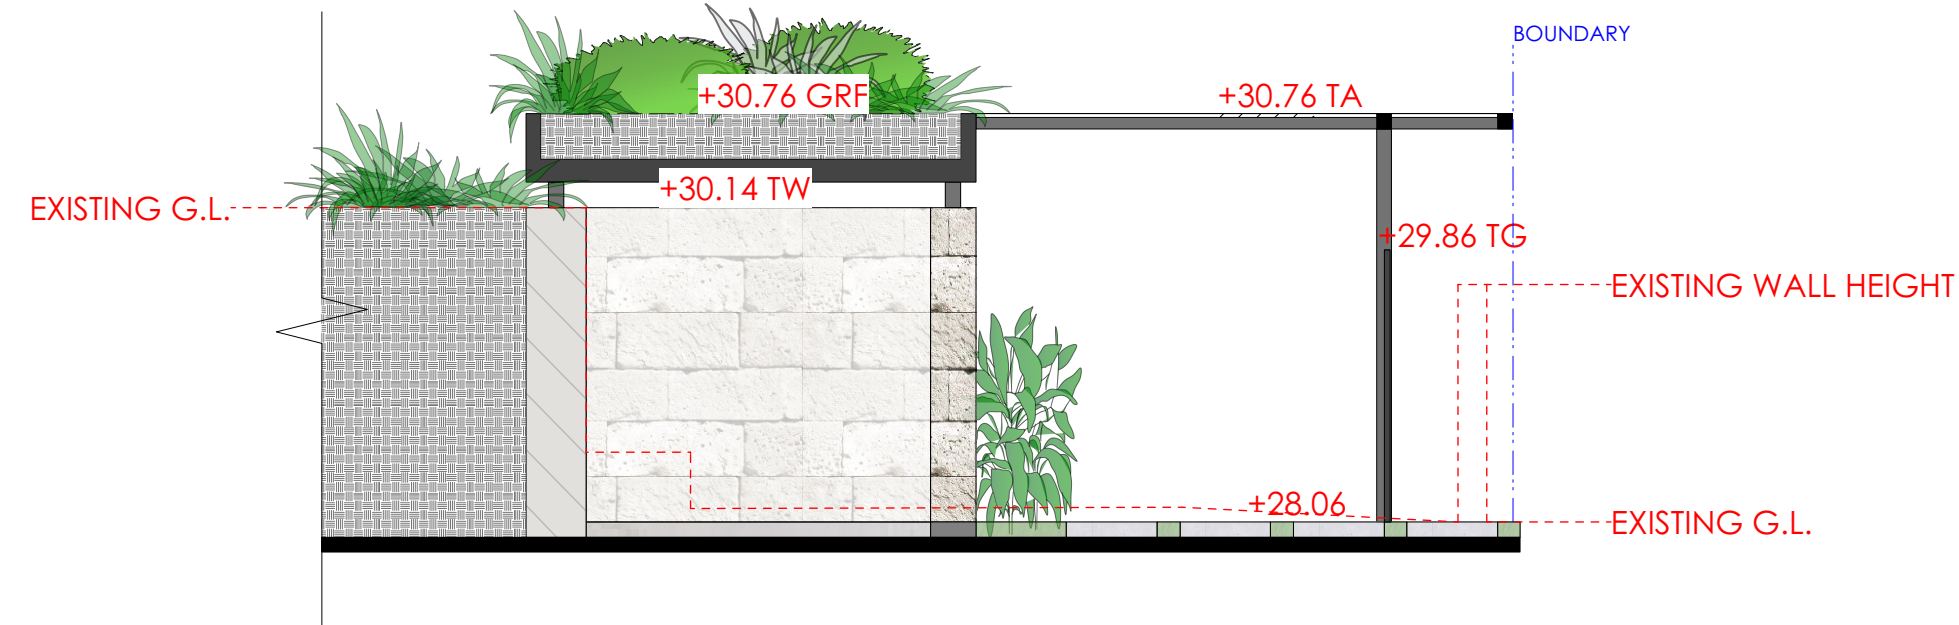 BOUNDARY
+30.76 GRF
+30.76 TA
+30.14 TW
EXISTING G.L.
+29.86 TG
EXISTING WALL HEIGHT
+28.06
EXISTING G.L.